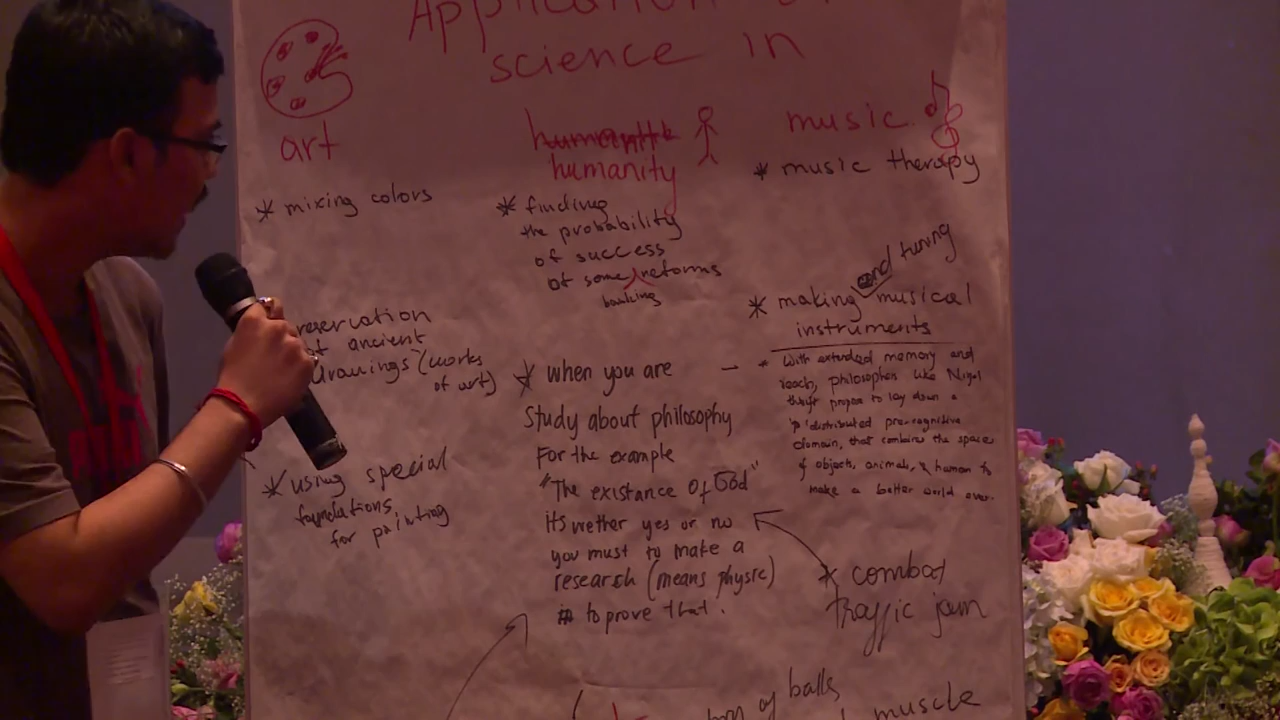 Application of
science in
art
* mixing colors
reservation
of ancient
drawings (works
of art)
* using special
foundations,
for painting
humanity
* finding
the probability
of success
of some reforms
banking
* when you are
Study about philosophy
For the example
"The existance of God"
its wether yes or no
you must to make a
research (means physic)
to prove that.
music
* music therapy
and tuning
* making musical
instruments
* With extended memory and
reach, philosophers like Nigel
thrift propose to lay down a
distributed pre-cognitive
domain, that combines the spaces
of objects, animals, & human to
make a better world over.
* combat
traffic jam
of balls
muscle